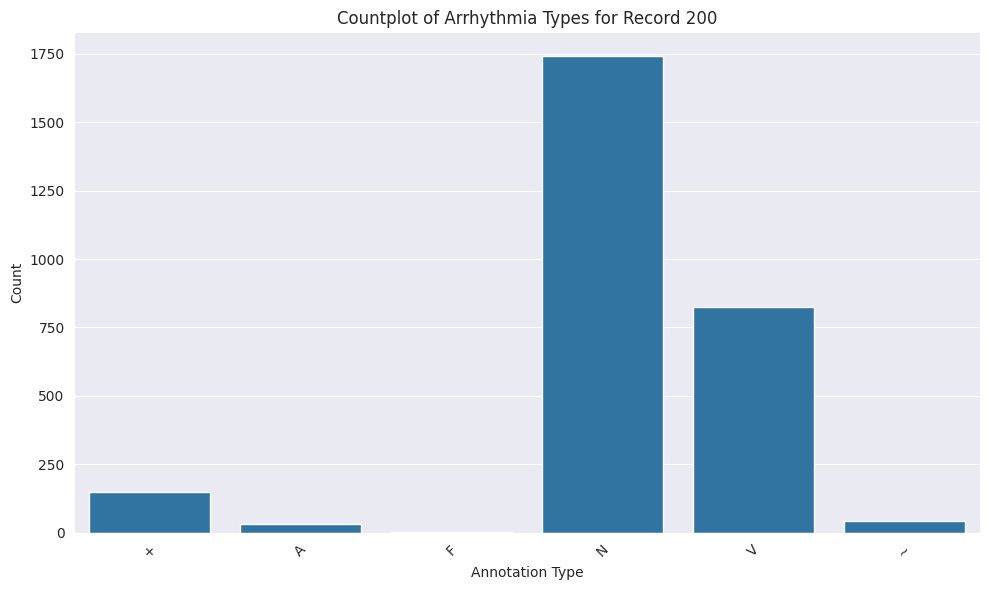 Countplot of Arrhythmia Types for Record 200
1750
1500
1250
1000
750
500
250
0
Count
+ A F N V ~
Annotation Type